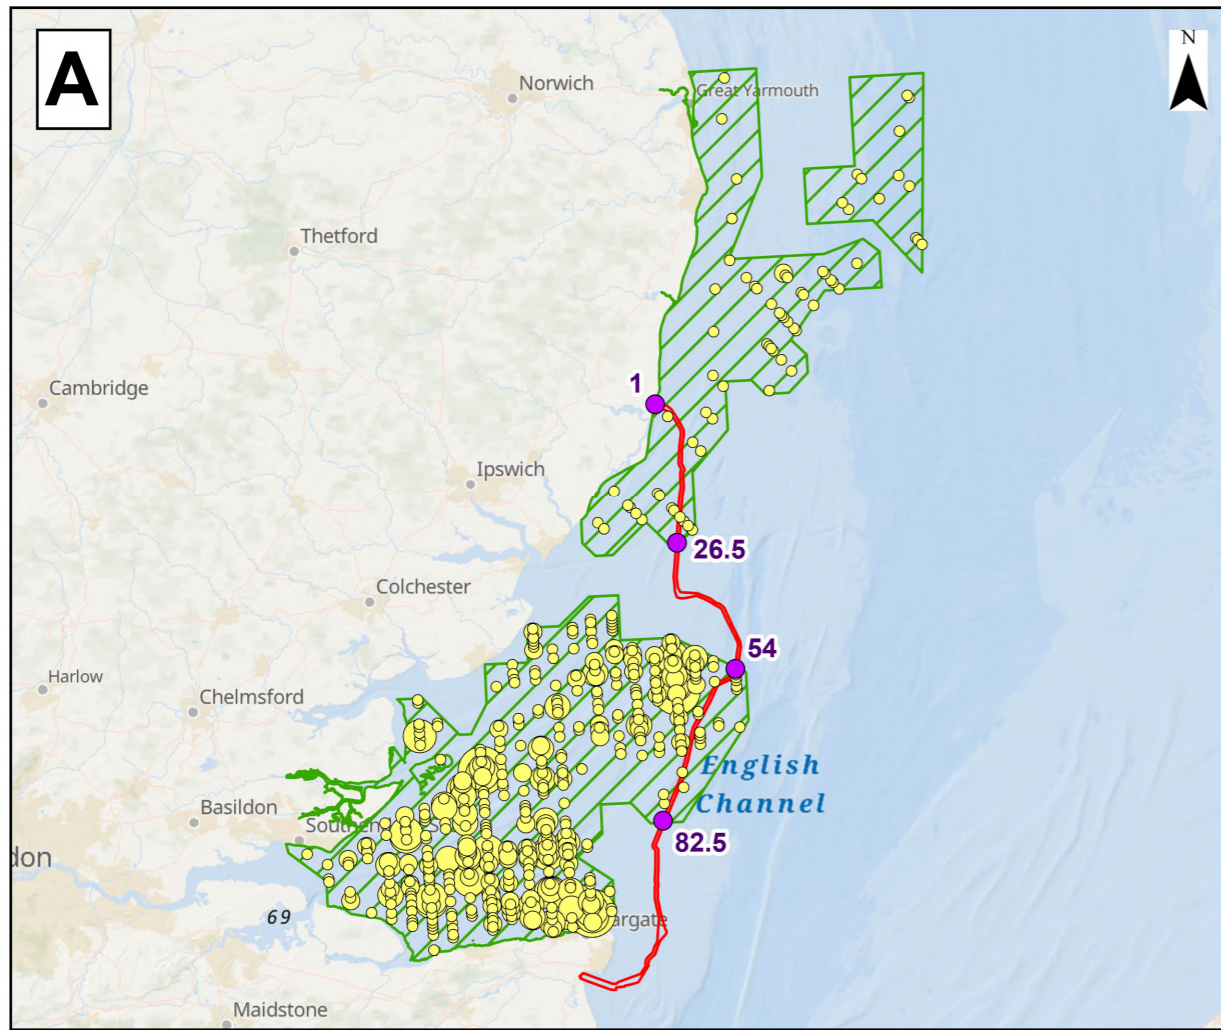 A
N
Norwich
Great Yarmouth
Thetford
Cambridge
1
Ipswich
26.5
Colchester
54
Harlow
Chelmsford
English
Channel
Basildon
82.5
don
69
argate
Maidstone